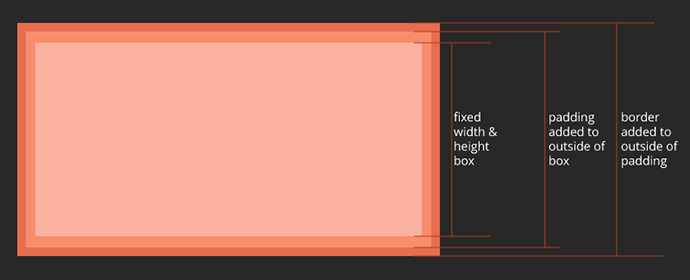 fixed
width &
height
box
padding
added to
outside of
box
border
added to
outside of
padding